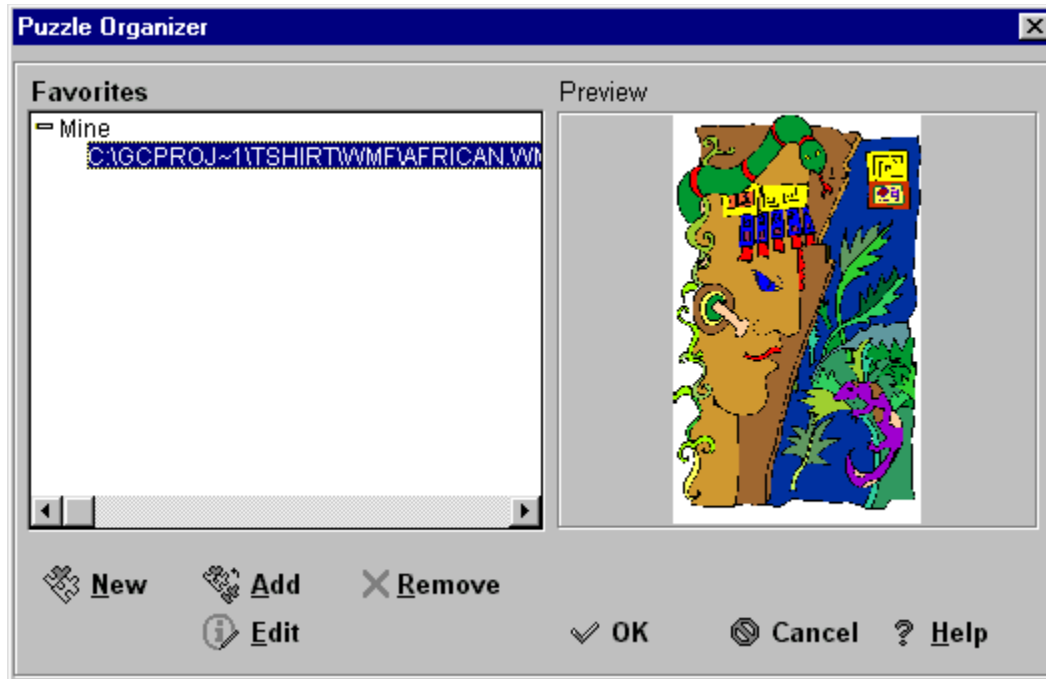 Puzzle Organizer
Favorites
Preview
Mine
C:\GCPROJ~1\TSHIRT\WMF\AFRICAN.WM
New
Add
Remove
Edit
OK
Cancel
? Help